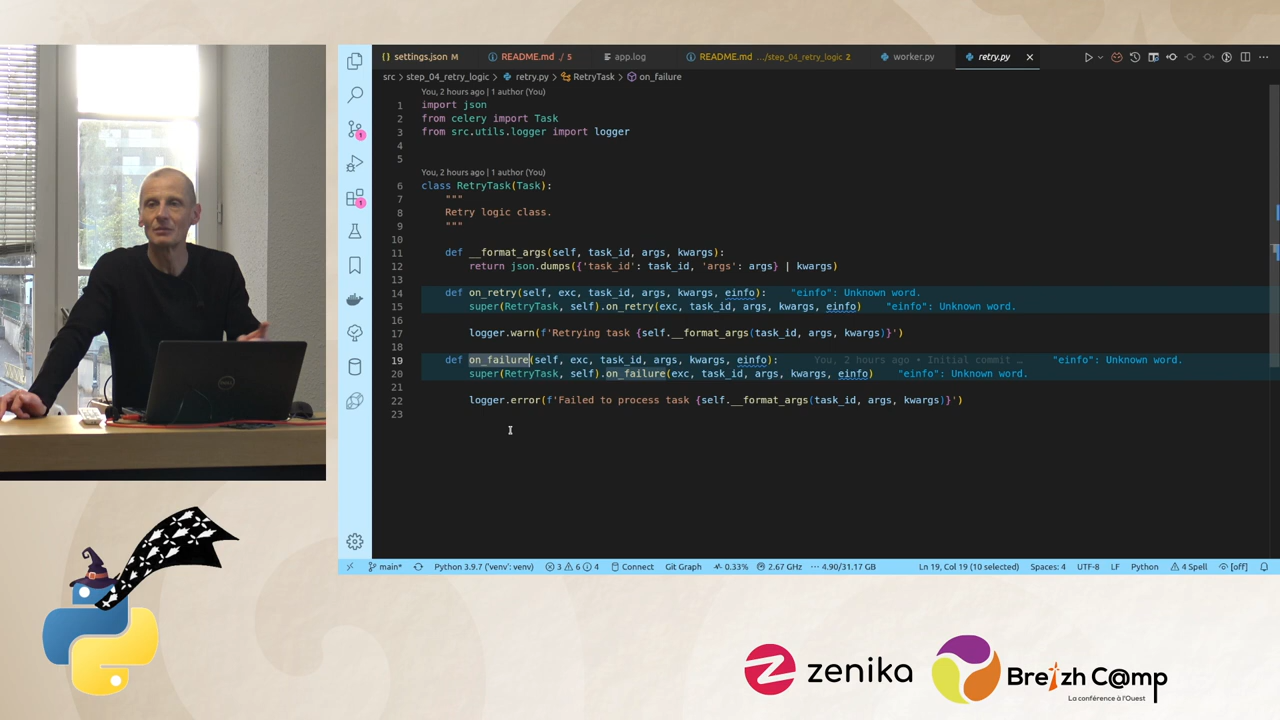 settings.json M
README.md ./ 5
app.log
README.md .../step_04_retry_logic 2
worker.py
retry.py
src > step_04_retry_logic > retry.py > RetryTask > on_failure
You, 2 hours ago | 1 author (You)
1 import json
2 from celery import Task
3 from src.utils.logger import logger
4
5
You, 2 hours ago | 1 author (You)
6 class RetryTask(Task):
7 """
8 Retry logic class.
9 """
10
11 def __format_args(self, task_id, args, kwargs):
12 return json.dumps({'task_id': task_id, 'args': args} | kwargs)
13
14 def on_retry(self, exc, task_id, args, kwargs, einfo): "einfo": Unknown word.
15 super(RetryTask, self).on_retry(exc, task_id, args, kwargs, einfo) "einfo": Unknown word.
16
17 logger.warn(f'Retrying task {self.__format_args(task_id, args, kwargs)}')
18
19 def on_failure(self, exc, task_id, args, kwargs, einfo): You, 2 hours ago • Initial commit … "einfo": Unknown word.
20 super(RetryTask, self).on_failure(exc, task_id, args, kwargs, einfo) "einfo": Unknown word.
21
22 logger.error(f'Failed to process task {self.__format_args(task_id, args, kwargs)}')
23
main* Python 3.9.7 ('venv': venv) 3 6 4 Connect Git Graph 0.33% 2.67 GHz 4.90/31.17 GB Ln 19, Col 19 (10 selected) Spaces: 4 UTF-8 LF Python 4 Spell [off]
zenika
Breizh C@mp
La conférence à l'Ouest